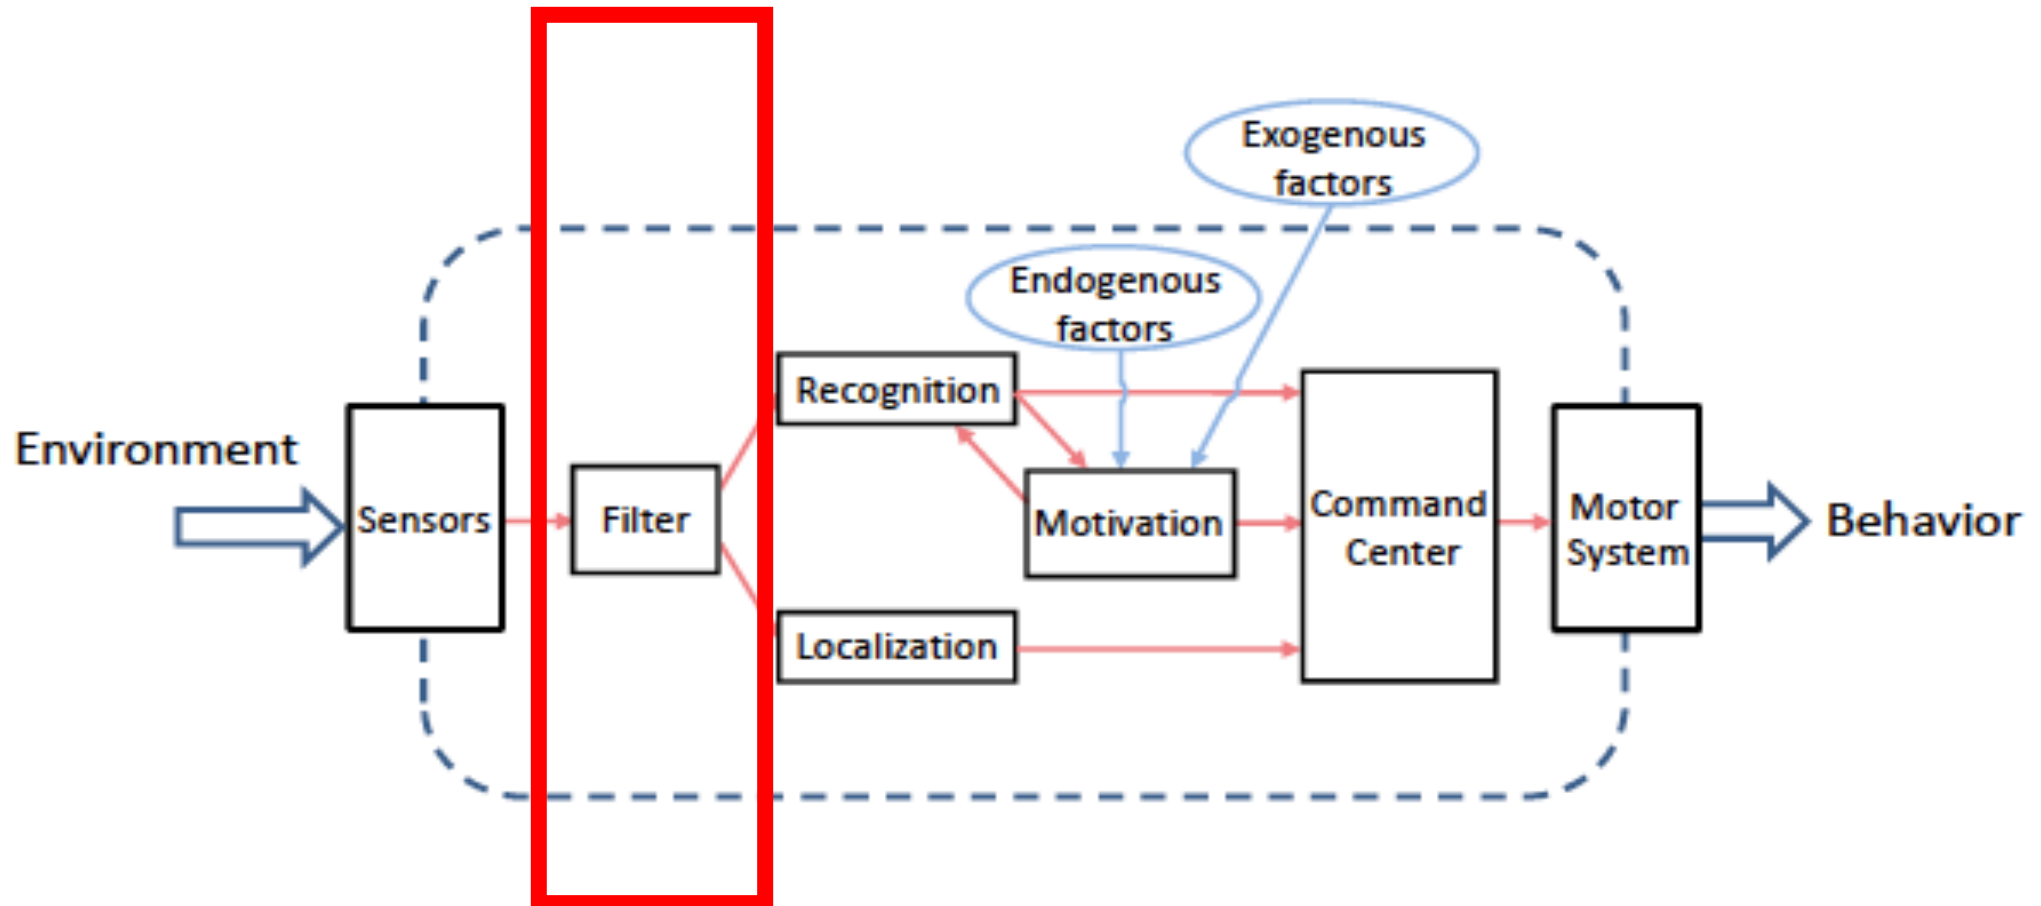 Exogenous
factors
Endogenous
factors
Recognition
Environment
Sensors
Filter
Motivation
Command
Center
Motor
System
Behavior
Localization